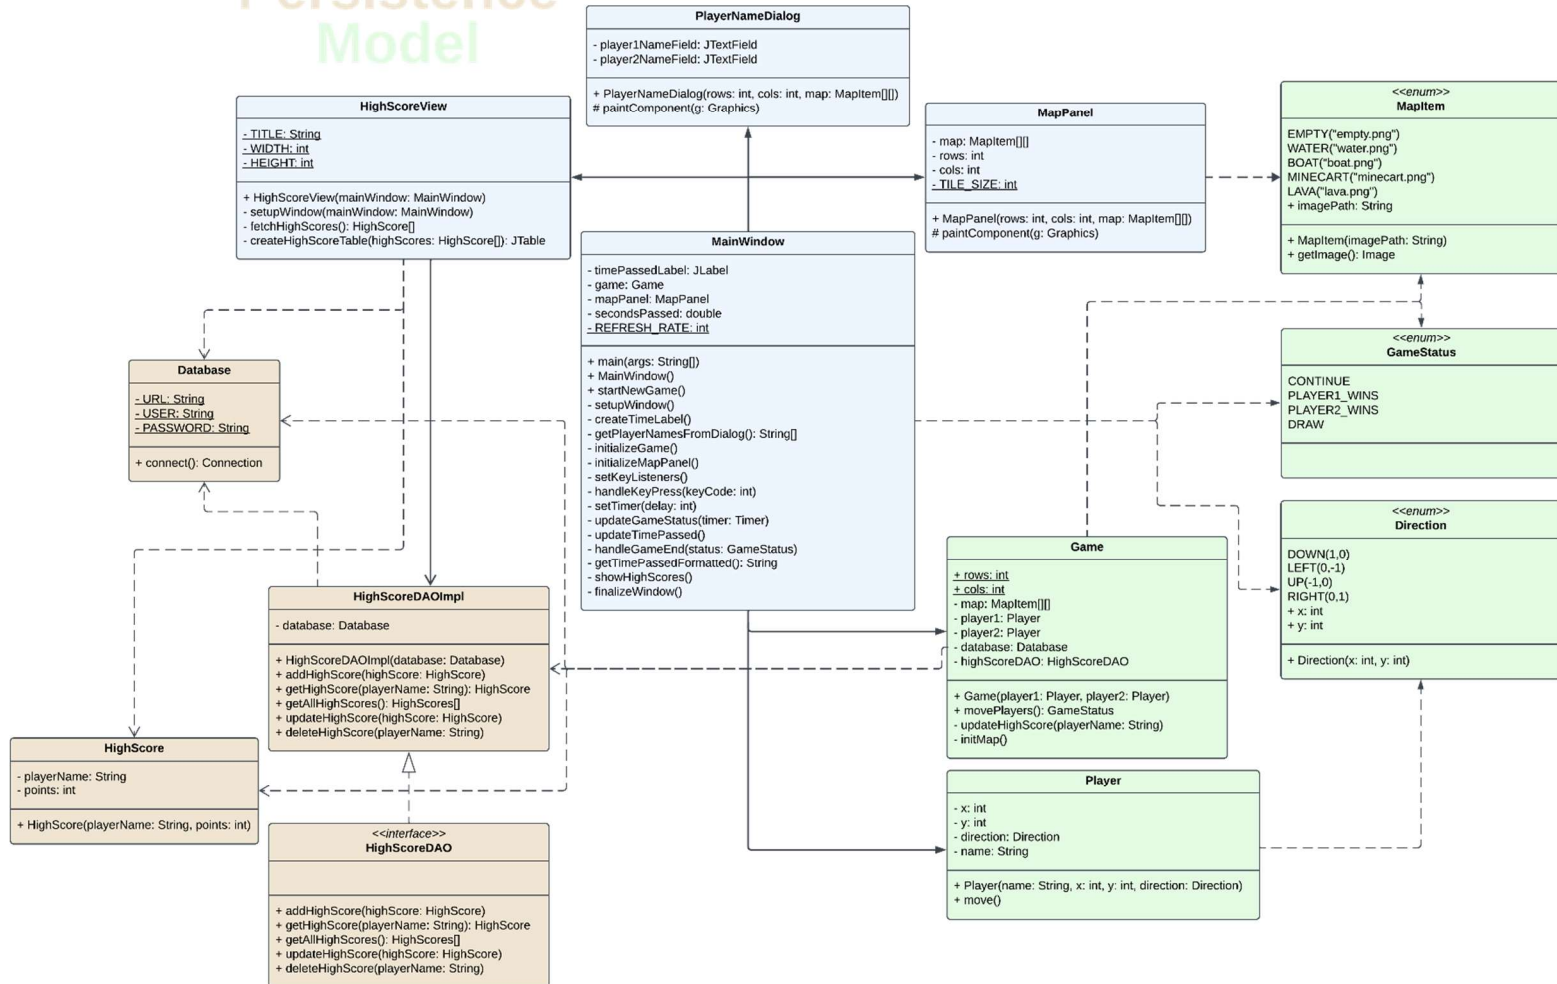 Persistence
Model
PlayerNameDialog
- player1NameField: JTextField
- player2NameField: JTextField
+ PlayerNameDialog(rows: int, cols: int, map: MapItem[][])
# paintComponent(g: Graphics)
HighScoreView
- TITLE: String
- WIDTH: int
- HEIGHT: int
+ HighScoreView(mainWindow: MainWindow)
- setupWindow(mainWindow: MainWindow)
- fetchHighScores(): HighScore[]
- createHighScoreTable(highScores: HighScore[]): JTable
MapPanel
- map: MapItem[][]
- rows: int
- cols: int
- TILE_SIZE: int
+ MapPanel(rows: int, cols: int, map: MapItem[][])
# paintComponent(g: Graphics)
<<enum>>
MapItem
EMPTY("empty.png")
WATER("water.png")
BOAT("boat.png")
MINECART("minecart.png")
LAVA("lava.png")
+ imagePath: String
+ MapItem(imagePath: String)
+ getImage(): Image
MainWindow
- timePassedLabel: JLabel
- game: Game
- mapPanel: MapPanel
- secondsPassed: double
- REFRESH_RATE: int
+ main(args: String[])
+ MainWindow()
+ startNewGame()
- setupWindow()
- createTimeLabel()
- getPlayerNamesFromDialog(): String[]
- initializeGame()
- initializeMapPanel()
- setKeyListeners()
- handleKeyPress(keyCode: int)
- setTimer(delay: int)
- updateGameStatus(timer: Timer)
- updateTimePassed()
- handleGameEnd(status: GameStatus)
- getTimePassedFormatted(): String
- showHighScores()
- finalizeWindow()
<<enum>>
GameStatus
CONTINUE
PLAYER1_WINS
PLAYER2_WINS
DRAW
Database
- URL: String
- USER: String
- PASSWORD: String
+ connect(): Connection
<<enum>>
Direction
DOWN(1,0)
LEFT(0,-1)
UP(-1,0)
RIGHT(0,1)
+ x: int
+ y: int
+ Direction(x: int, y: int)
Game
+ rows: int
+ cols: int
- map: MapItem[][]
- player1: Player
- player2: Player
- database: Database
- highScoreDAO: HighScoreDAO
+ Game(player1: Player, player2: Player)
+ movePlayers(): GameStatus
- updateHighScore(playerName: String)
- initMap()
HighScoreDAOImpl
- database: Database
+ HighScoreDAOImpl(database: Database)
+ addHighScore(highScore: HighScore)
+ getHighScore(playerName: String): HighScore
+ getAllHighScores(): HighScores[]
+ updateHighScore(highScore: HighScore)
+ deleteHighScore(playerName: String)
HighScore
- playerName: String
- points: int
+ HighScore(playerName: String, points: int)
Player
- x: int
- y: int
- direction: Direction
- name: String
+ Player(name: String, x: int, y: int, direction: Direction)
+ move()
<<interface>>
HighScoreDAO
+ addHighScore(highScore: HighScore)
+ getHighScore(playerName: String): HighScore
+ getAllHighScores(): HighScores[]
+ updateHighScore(highScore: HighScore)
+ deleteHighScore(playerName: String)